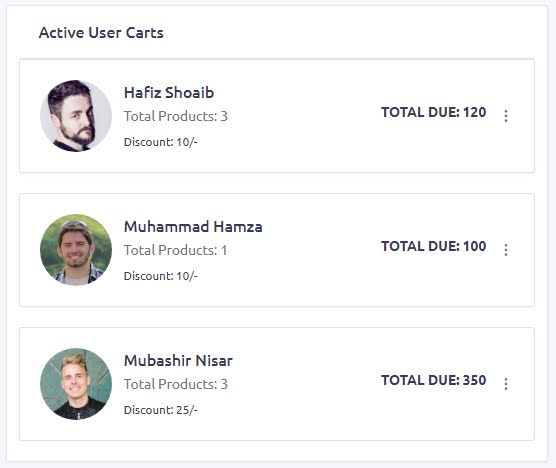 Active User Carts
Hafiz Shoaib
Total Products: 3
TOTAL DUE: 120
Discount: 10/-
Muhammad Hamza
Total Products: 1
TOTAL DUE: 100
Discount: 10/-
Mubashir Nisar
Total Products: 3
TOTAL DUE: 350
Discount: 25/-